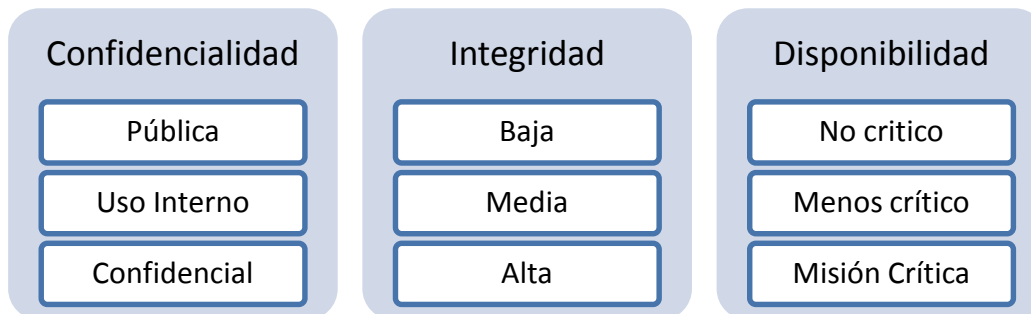 Confidencialidad
Pública
Uso Interno
Confidencial
Integridad
Baja
Media
Alta
Disponibilidad
No critico
Menos crítico
Misión Crítica